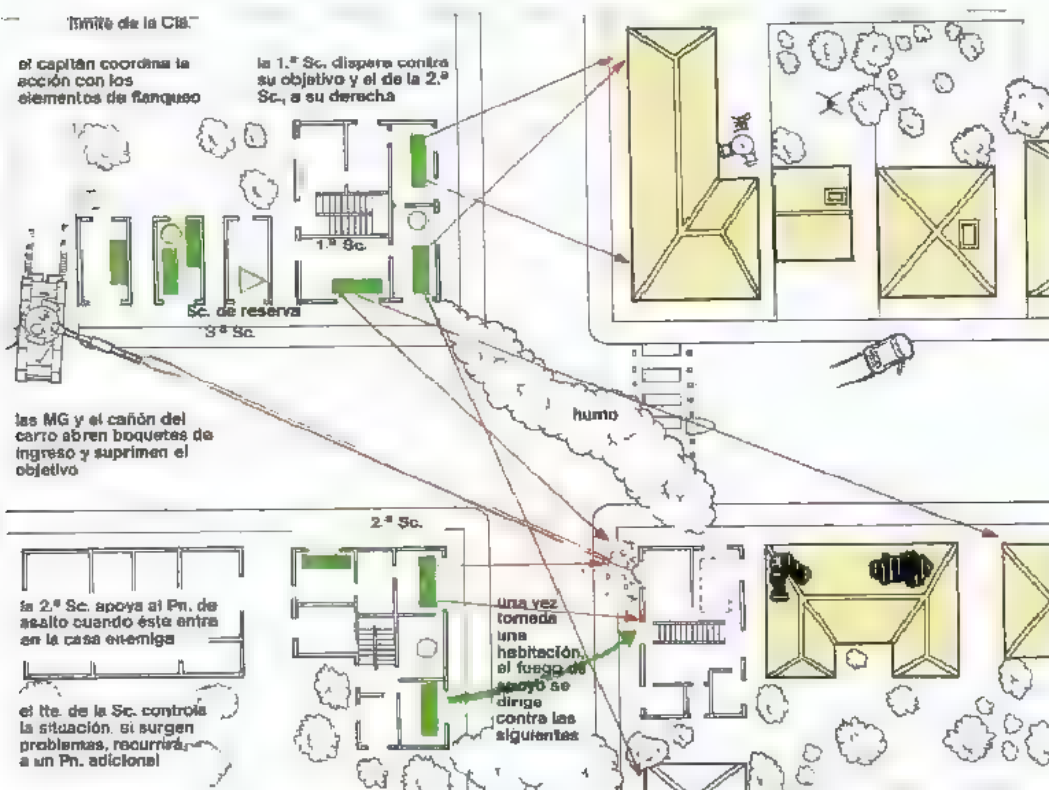 límite de la Cía.
el capitán coordina la
acción con los
elementos de flanqueo
la 1.ª Sc. dispara contra
su objetivo y el de la 2.ª
Sc., a su derecha
1.ª Sc.
Sc. de reserva
3.ª Sc.
las MG y el cañón del
carro abren boquetes de
ingreso y suprimen el
objetivo
humo
2.ª Sc.
la 2.ª Sc. apoya al Pn. de
asalto cuando éste entra
en la casa enemiga
el tte. de la Sc. controla
la situación. si surgen
problemas, recurrirá
a un Pn. adicional
una vez
tomada
una
habitación,
el fuego de
apoyo se
dirige
contra las
siguientes